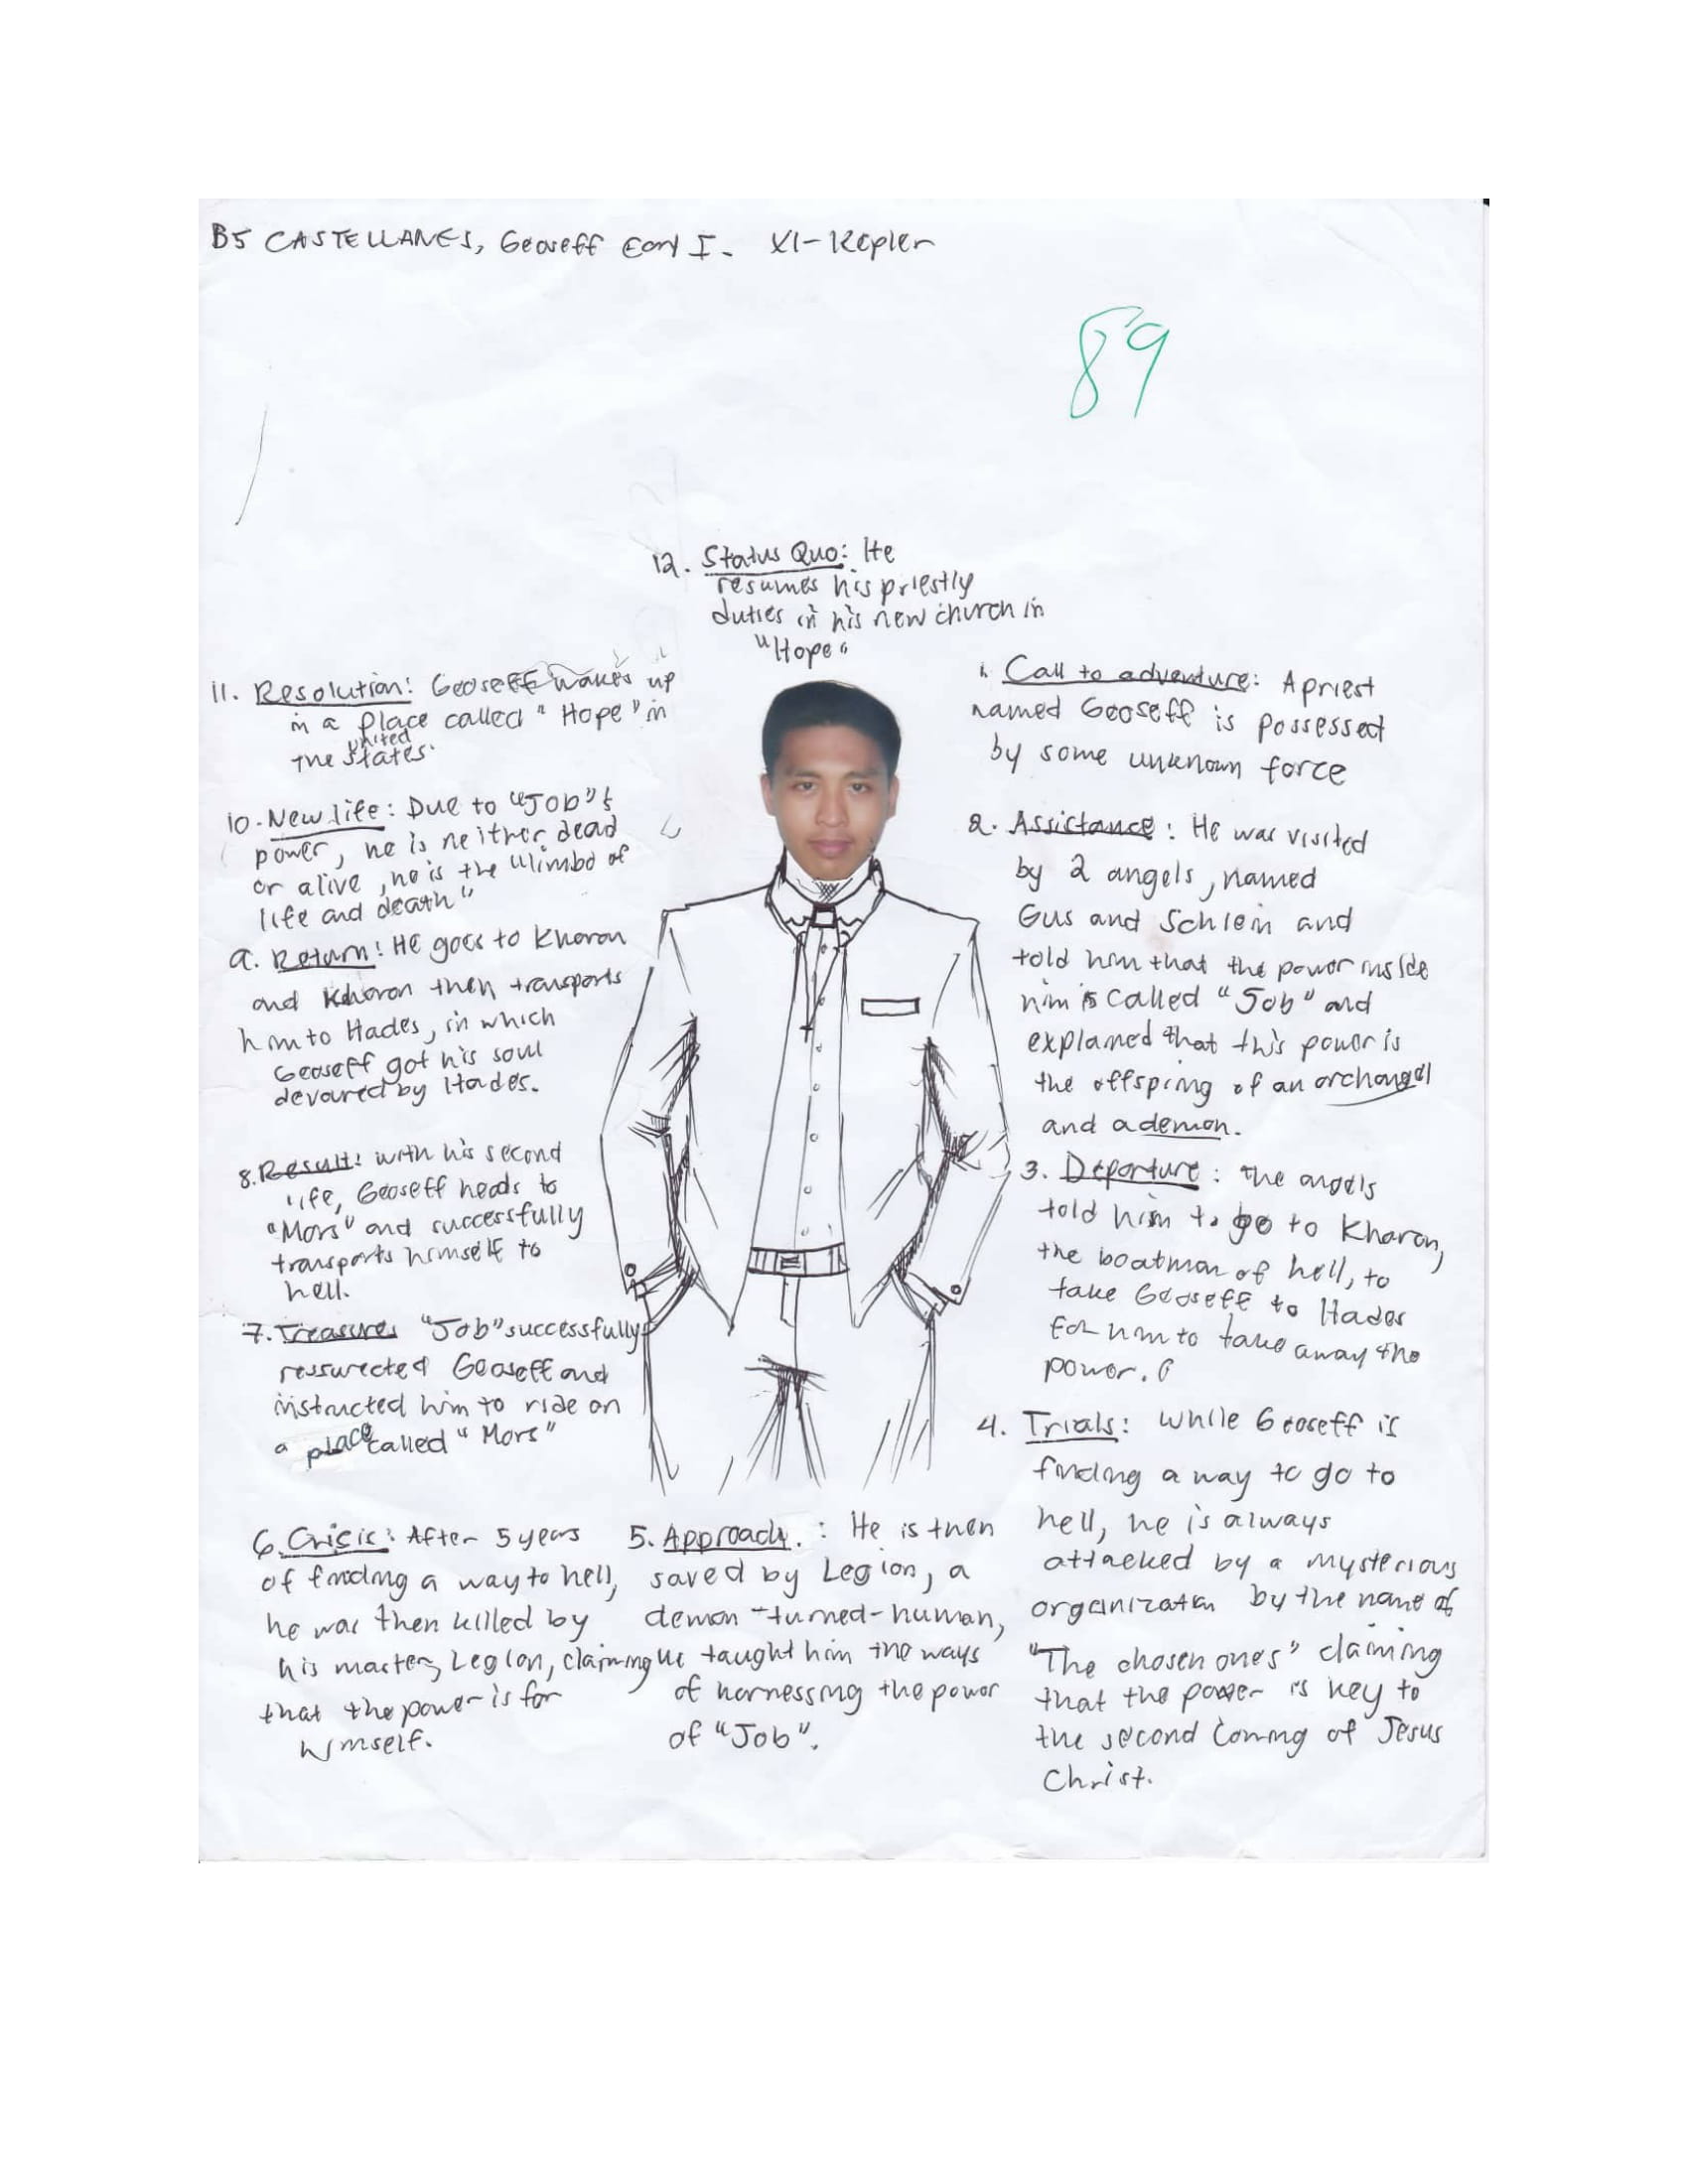 B5 CASTELLANES, Geoseff Earl I. XI-Kepler
89
12. Status Quo: He
resumes his priestly
duties in his new church in
"Hope"
1. Call to adventure: A priest
named Geoseff is possessed
by some unknown force
2. Assistance: He was visited
by 2 angels, named
Gus and Schlein and
told him that the power inside
him is called "Job" and
explained that this power is
the offspring of an archangel
and a demon.
3. Departure: the angels
told him to go to Kharon,
the boatman of hell, to
take Geoseff to Hades
for him to take away the
power.
4. Trials: While Geoseff is
finding a way to go to
hell, he is always
attacked by a mysterious
organization by the name of
"The chosen ones" claiming
that the power is key to
the second coming of Jesus
Christ.
5. Approach.: He is then
saved by Legion, a
demon-turned-human,
He taught him the ways
of harnessing the power
of "Job".
6. Crisis: After 5 years
of finding a way to hell,
he was then killed by
his master, Legion, claiming
that the power is for
himself.
7. Treasure: "Job" successfully
ressurected Geoseff and
instructed him to ride on
a place called "Mors"
8. Result: with his second
life, Geoseff heads to
"Mors" and successfully
transports himself to
hell.
9. Return: He goes to Kharon
and Kharon then transports
him to Hades, in which
Geoseff got his soul
devoured by Hades.
10. New life: Due to "Job"'s
power, he is neither dead
or alive, he is the "limbo of
life and death"
11. Resolution: Geoseff wakes up
in a place called "Hope" in
the United States.